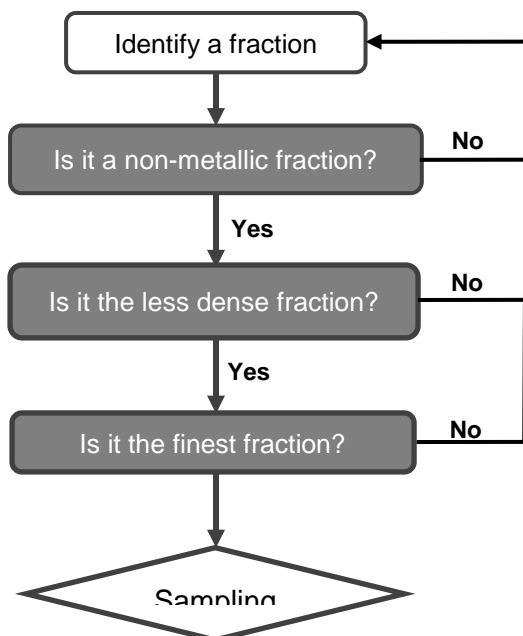 Identify a fraction
Is it a non-metallic fraction?
No
Yes
Is it the less dense fraction?
No
Yes
Is it the finest fraction?
No
Sampling